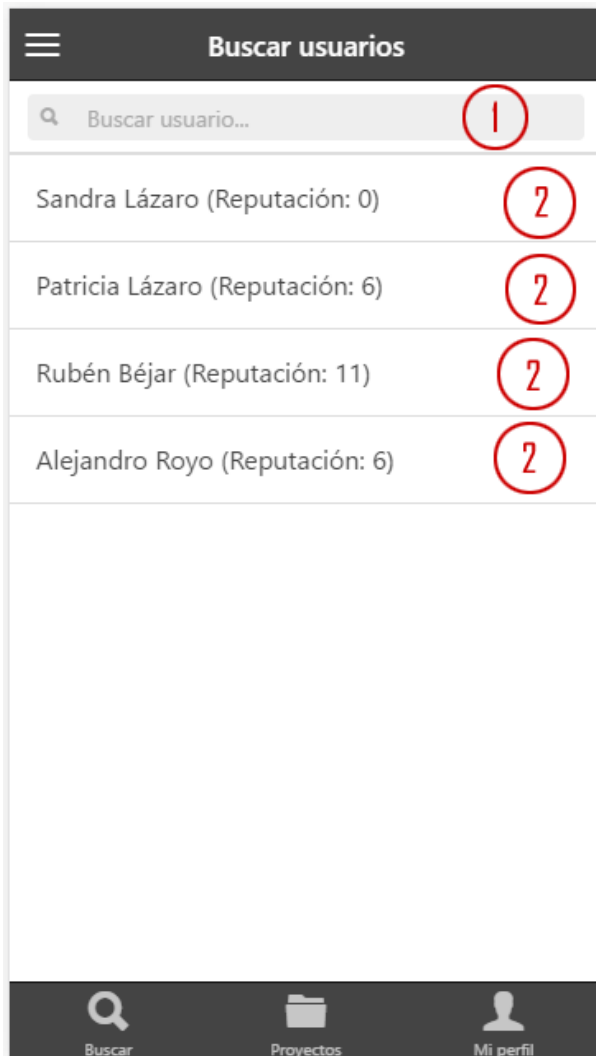 Buscar usuarios
Buscar usuario...
1
Sandra Lázaro (Reputación: 0)
2
Patricia Lázaro (Reputación: 6)
2
Rubén Béjar (Reputación: 11)
2
Alejandro Royo (Reputación: 6)
2
Buscar
Proyectos
Mi perfil